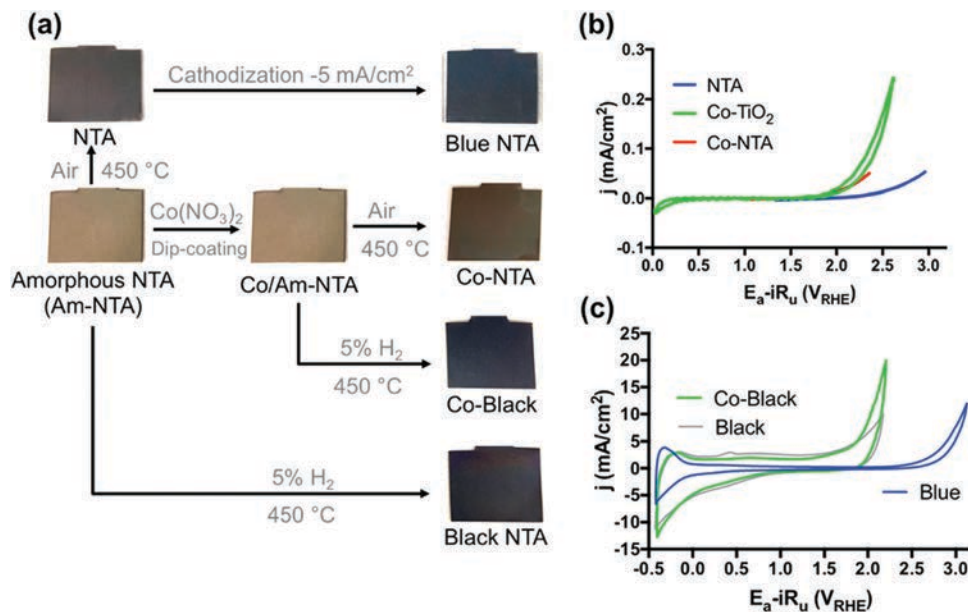 (a)
Cathodization -5 mA/cm²
NTA
Blue NTA
Air 450 °C
Co(NO₃)₂
Dip-coating
Air
450 °C
Amorphous NTA
(Am-NTA)
Co/Am-NTA
Co-NTA
5% H₂
450 °C
Co-Black
5% H₂
450 °C
Black NTA
(b)
j (mA/cm²)
0.3
0.2
0.1
0.0
-0.1
NTA
Co-TiO₂
Co-NTA
0.0 0.5 1.0 1.5 2.0 2.5 3.0
Eₐ-iRᵤ (V_RHE)
(c)
j (mA/cm²)
25
20
15
10
5
0
-5
-10
-15
Co-Black
Black
Blue
-0.5 0.0 0.5 1.0 1.5 2.0 2.5 3.0
Eₐ-iRᵤ (V_RHE)